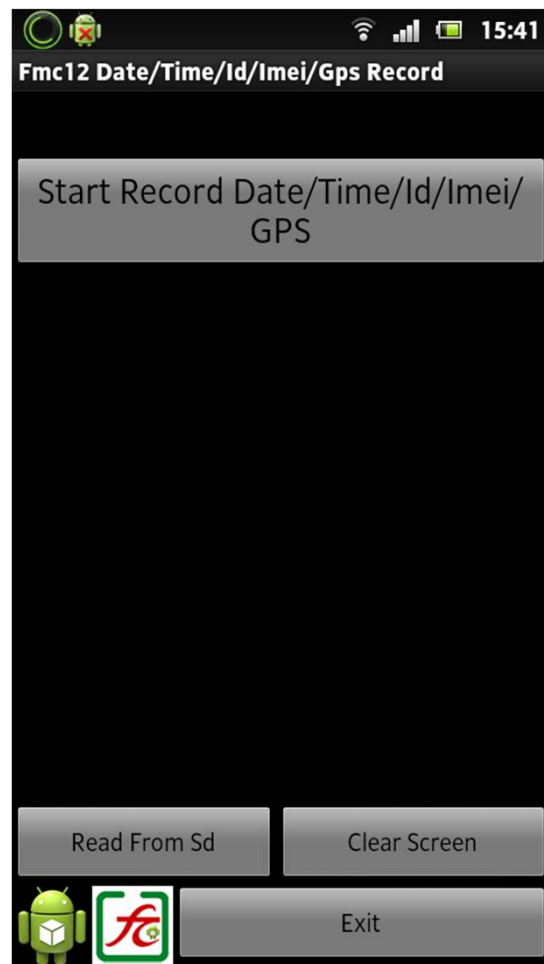 15:41
Fmc12 Date/Time/Id/Imei/Gps Record
Start Record Date/Time/Id/Imei/
GPS
Read From Sd
Clear Screen
fc
Exit